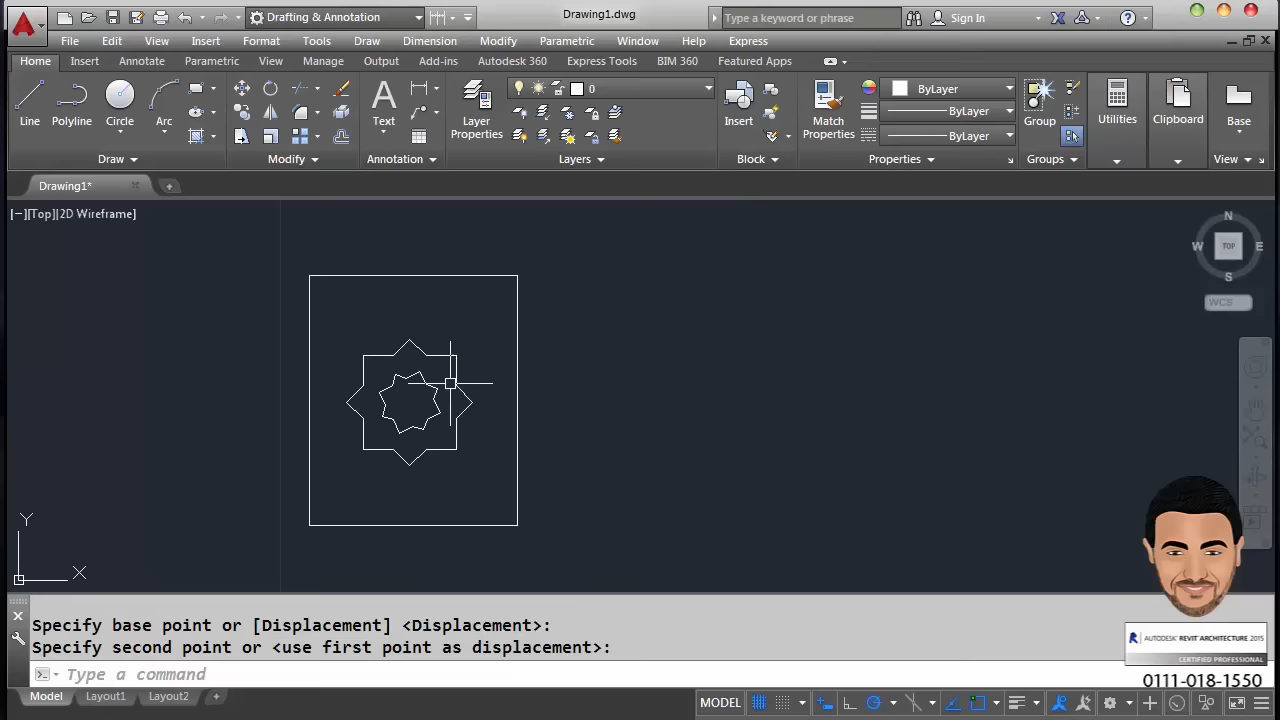 Drafting & Annotation
Drawing1.dwg
Type a keyword or phrase
Sign In
File Edit View Insert Format Tools Draw Dimension Modify Parametric Window Help Express
Home Insert Annotate Parametric View Manage Output Add-ins Autodesk 360 Express Tools BIM 360 Featured Apps
0
ByLayer
ByLayer
ByLayer
Line Polyline Circle Arc Text Layer Properties Insert Match Properties Group Utilities Clipboard Base
Draw Modify Annotation Layers Block Properties Groups View
Drawing1*
[−][Top][2D Wireframe]
N
W TOP E
S
WCS
Y
X
Specify base point or [Displacement] <Displacement>:
Specify second point or <use first point as displacement>:
Type a command
AUTODESK REVIT ARCHITECTURE 2015
CERTIFIED PROFESSIONAL
0111-018-1550
Model Layout1 Layout2
MODEL